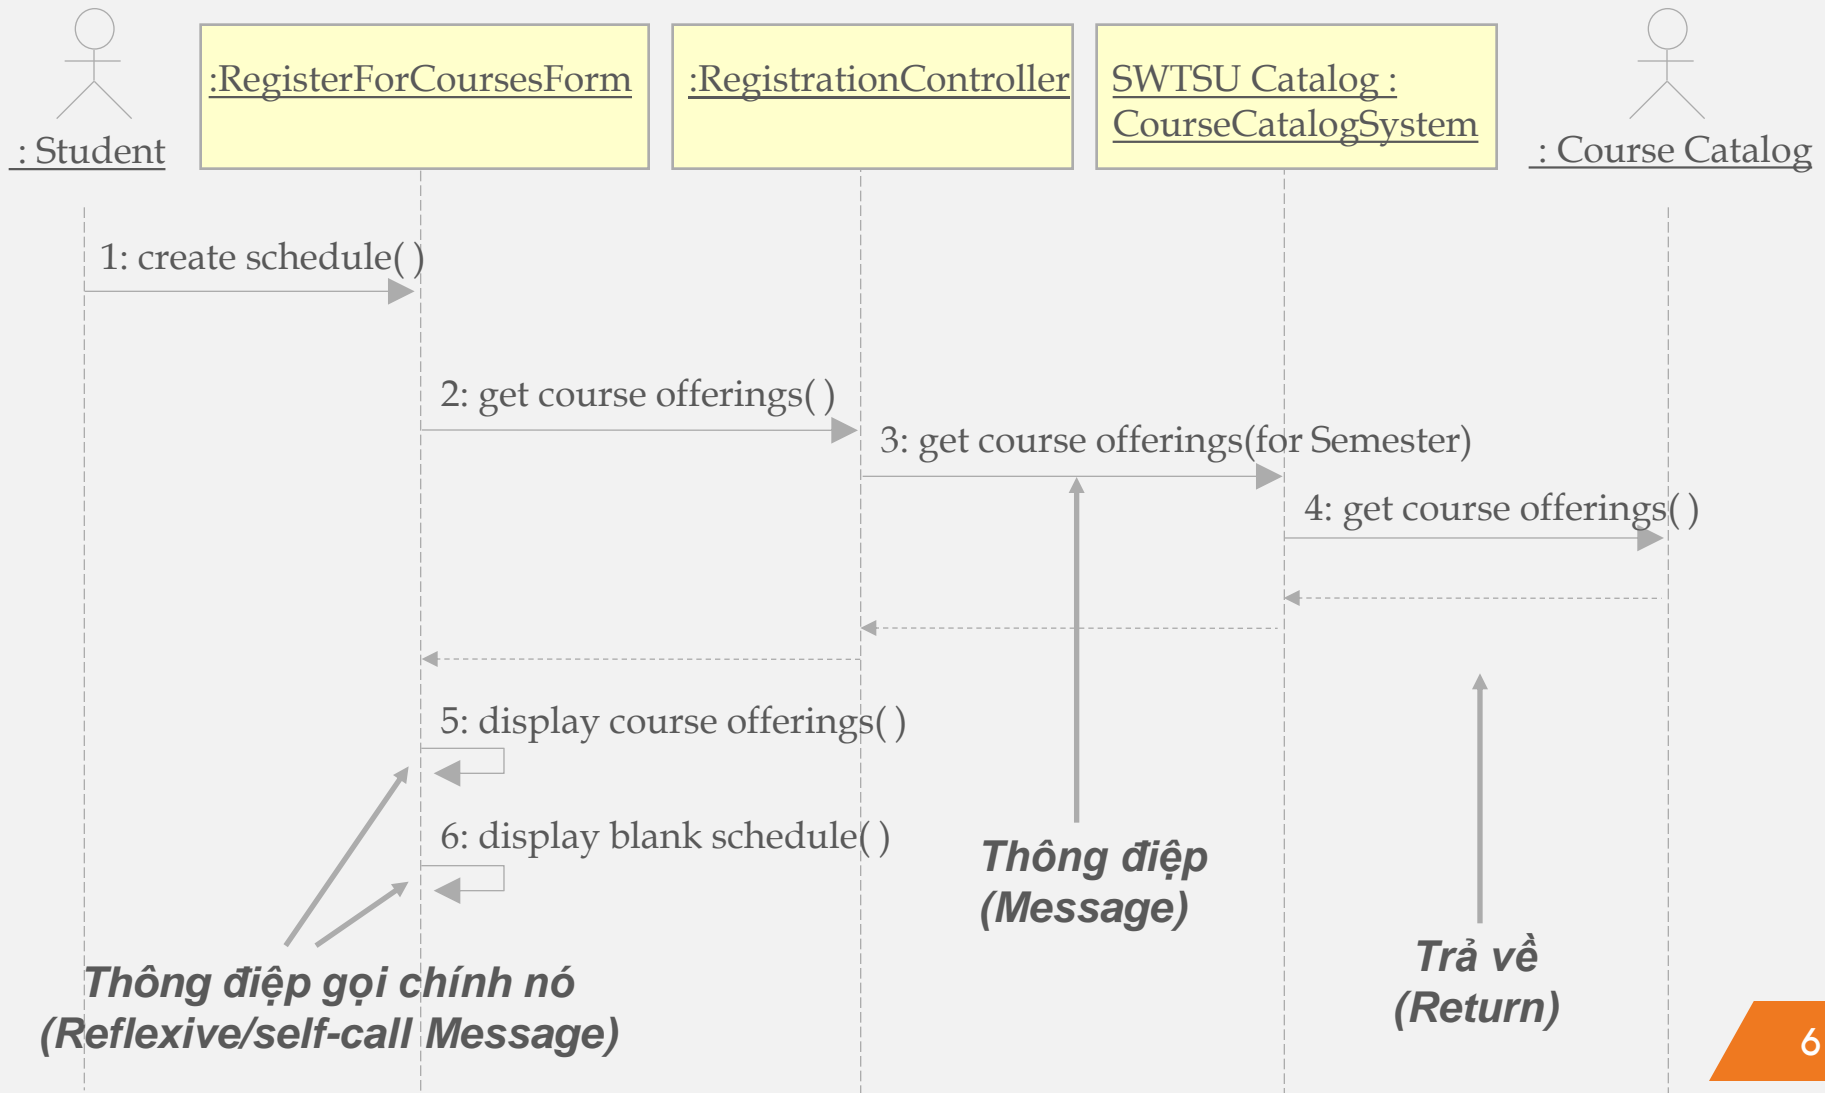 : Student
:RegisterForCoursesForm
:RegistrationController
SWTSU Catalog :
CourseCatalogSystem
: Course Catalog
1: create schedule( )
2: get course offerings( )
3: get course offerings(for Semester)
4: get course offerings( )
5: display course offerings( )
6: display blank schedule( )
Thông điệp
(Message)
Trả về
(Return)
Thông điệp gọi chính nó
(Reflexive/self-call Message)
6